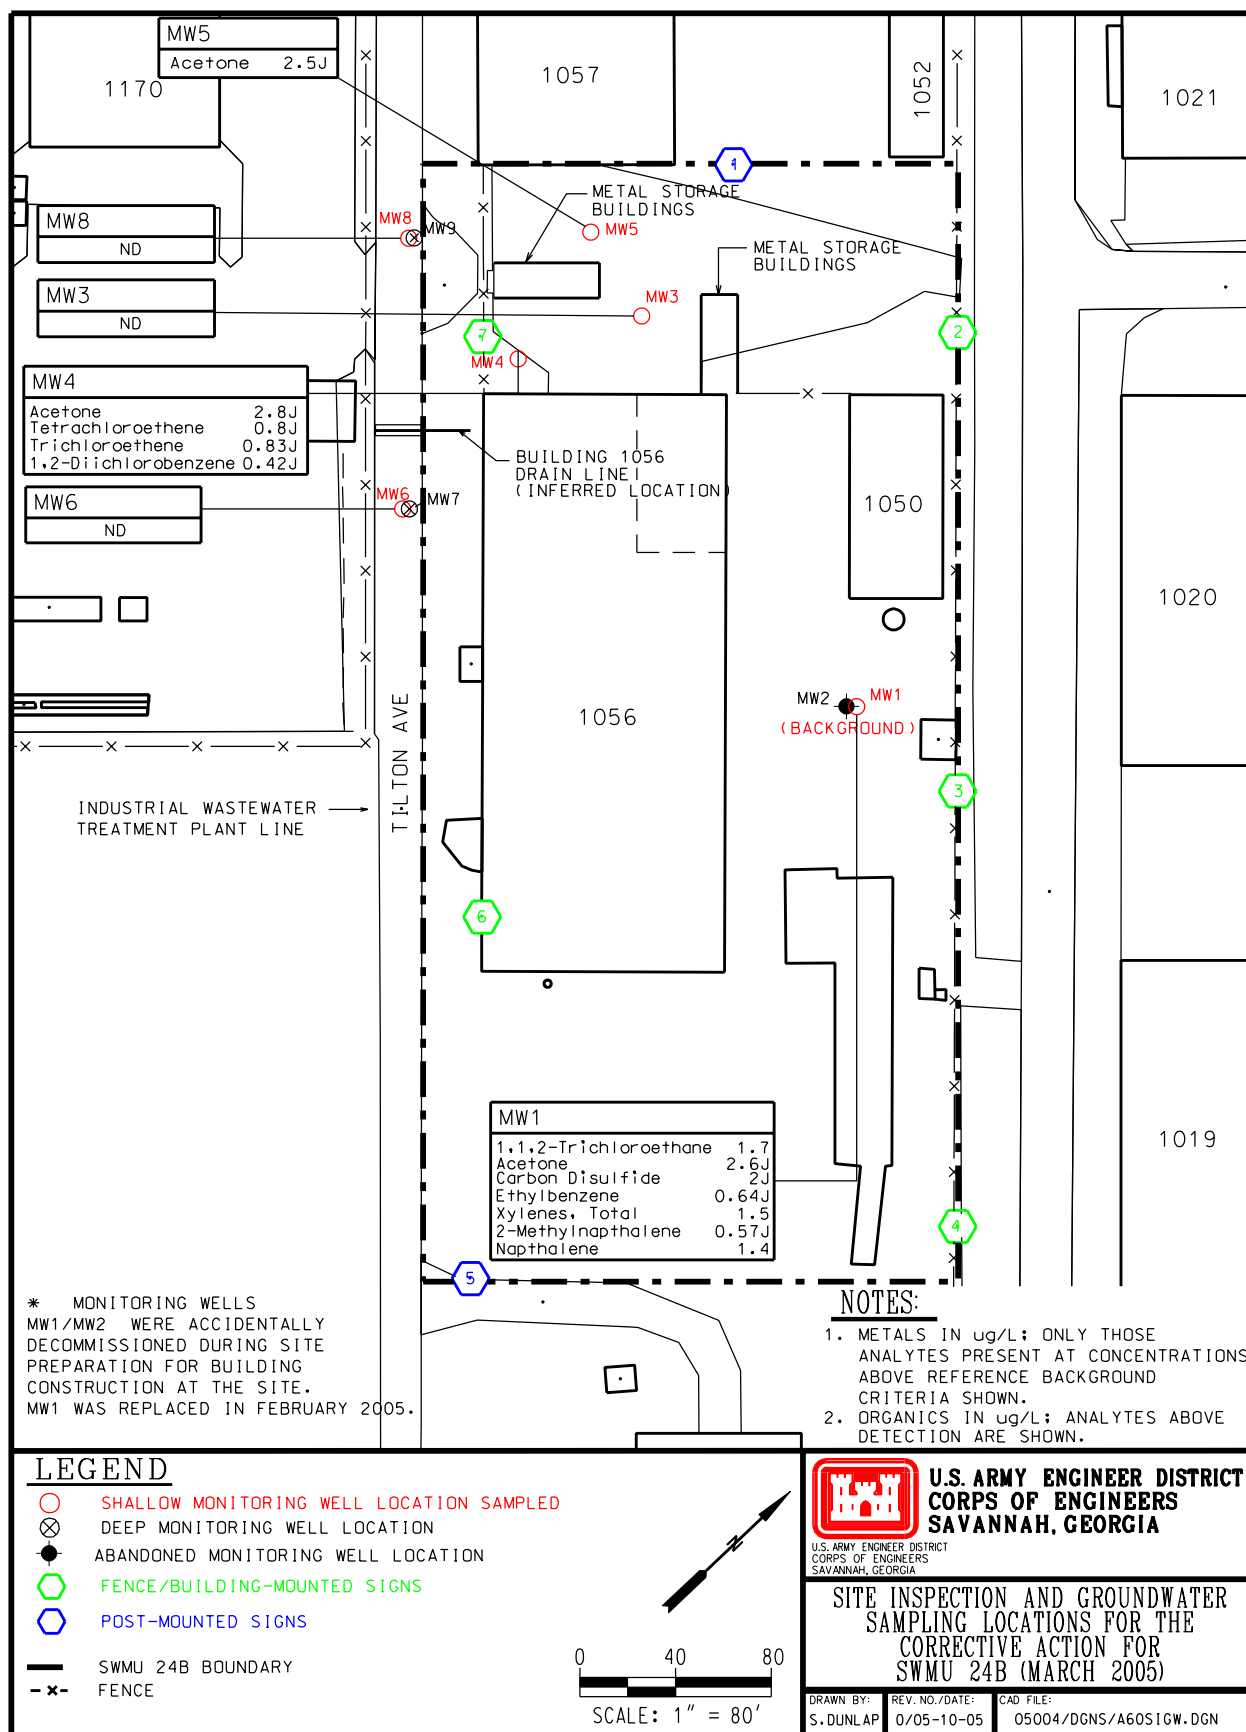 MW5
Acetone 2.5J
1170
1057
1052
1021
1
METAL STORAGE
BUILDINGS
MW8
ND
MW8
MW9
MW5
METAL STORAGE
BUILDINGS
MW3
ND
MW3
7
2
MW4
MW4
Acetone 2.8J
Tetrachloroethene 0.8J
Trichloroethene 0.83J
1,2-Diichlorobenzene 0.42J
BUILDING 1056
DRAIN LINE
(INFERRED LOCATION)
MW6
ND
MW6
MW7
1050
1020
TILTON AVE
1056
MW2
MW1
(BACKGROUND)
3
INDUSTRIAL WASTEWATER
TREATMENT PLANT LINE
6
MW1
1,1,2-Trichloroethane 1.7
Acetone 2.6J
Carbon Disulfide 2J
Ethylbenzene 0.64J
Xylenes, Total 1.5
2-Methylnapthalene 0.57J
Napthalene 1.4
1019
4
5
* MONITORING WELLS
MW1/MW2 WERE ACCIDENTALLY
DECOMMISSIONED DURING SITE
PREPARATION FOR BUILDING
CONSTRUCTION AT THE SITE.
MW1 WAS REPLACED IN FEBRUARY 2005.
NOTES:
1. METALS IN ug/L; ONLY THOSE
ANALYTES PRESENT AT CONCENTRATIONS
ABOVE REFERENCE BACKGROUND
CRITERIA SHOWN.
2. ORGANICS IN ug/L; ANALYTES ABOVE
DETECTION ARE SHOWN.
LEGEND
SHALLOW MONITORING WELL LOCATION SAMPLED
DEEP MONITORING WELL LOCATION
ABANDONED MONITORING WELL LOCATION
FENCE/BUILDING-MOUNTED SIGNS
POST-MOUNTED SIGNS
SWMU 24B BOUNDARY
FENCE
N
0 40 80
SCALE: 1" = 80'
U.S. ARMY ENGINEER DISTRICT
CORPS OF ENGINEERS
SAVANNAH, GEORGIA
U.S. ARMY ENGINEER DISTRICT
CORPS OF ENGINEERS
SAVANNAH, GEORGIA
SITE INSPECTION AND GROUNDWATER
SAMPLING LOCATIONS FOR THE
CORRECTIVE ACTION FOR
SWMU 24B (MARCH 2005)
DRAWN BY:
S.DUNLAP
REV. NO./DATE:
0/05-10-05
CAD FILE:
05004/DGNS/A60SIGW.DGN